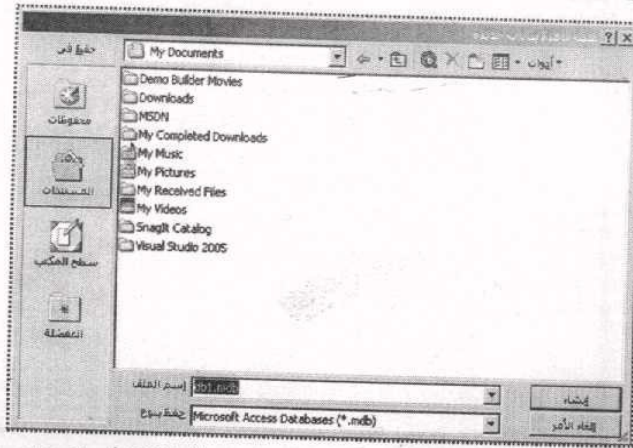 حفظ في
My Documents
أدوات
محفوظات
المستندات
سطح المكتب
المفضلة
Demo Builder Movies
Downloads
MSDN
My Completed Downloads
My Music
My Pictures
My Received Files
My Videos
SnagIt Catalog
Visual Studio 2005
إسم الملف
db1.mdb
إنشاء
حفظ بنوع
Microsoft Access Databases (*.mdb)
إلغاء الأمر